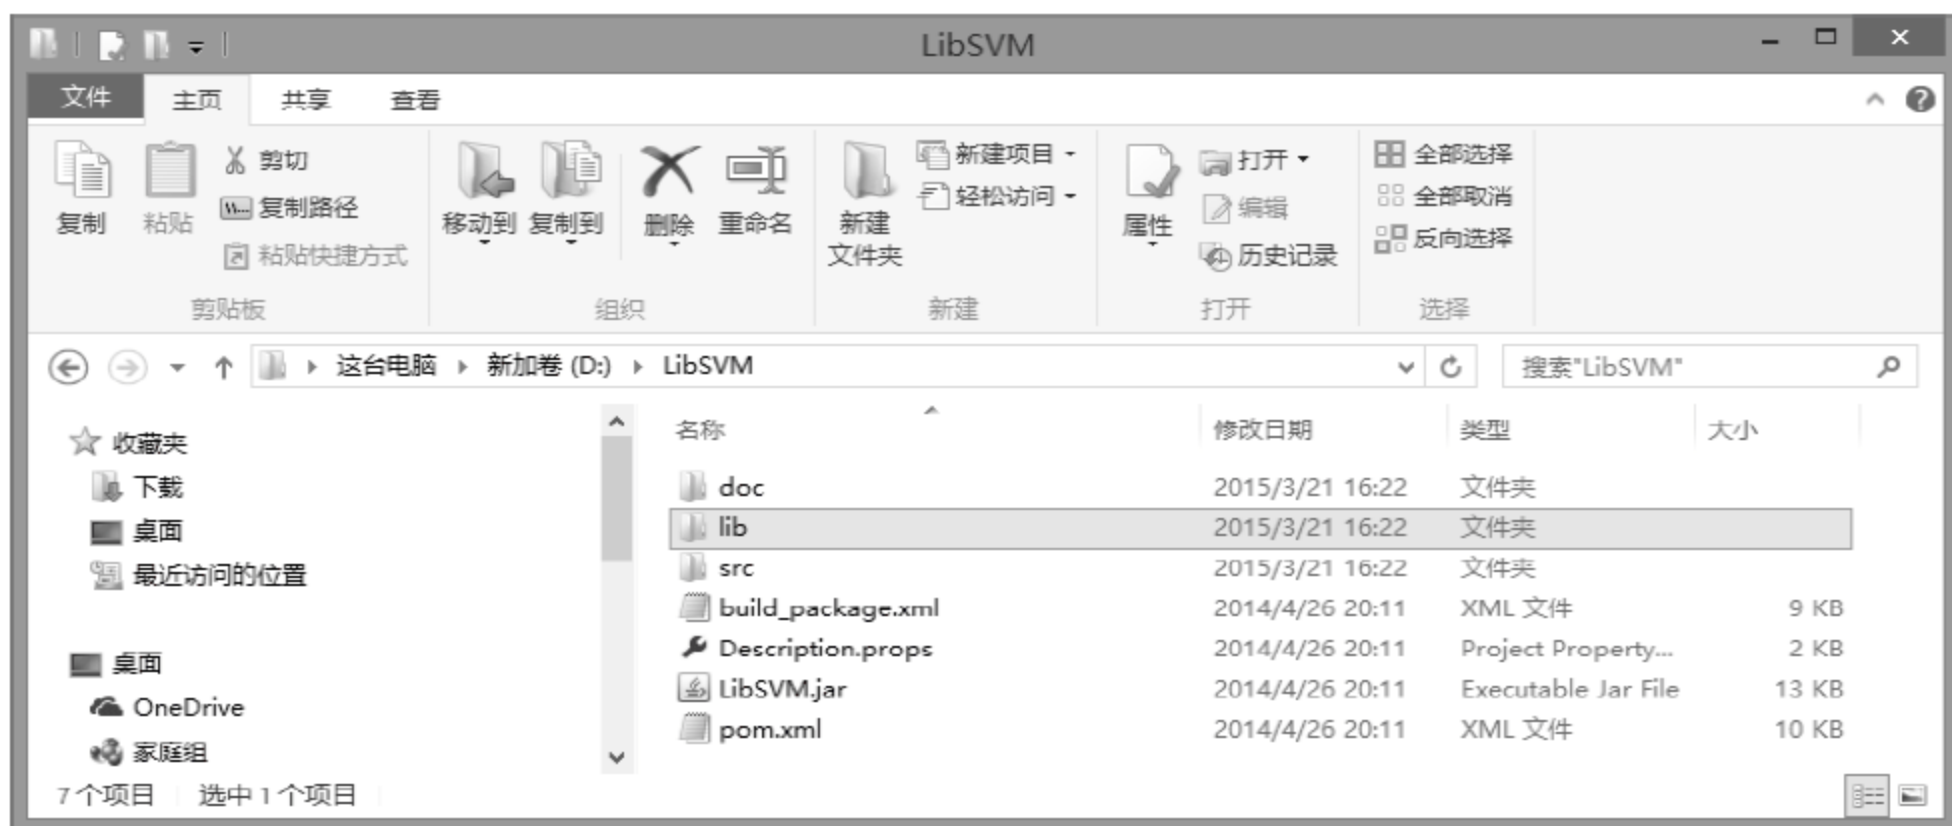 LibSVM
文件 主页 共享 查看
复制
粘贴
剪切
复制路径
粘贴快捷方式
剪贴板
移动到
复制到
删除
重命名
组织
新建
文件夹
新建项目
轻松访问
新建
属性
打开
编辑
历史记录
打开
全部选择
全部取消
反向选择
选择
这台电脑 新加卷 (D:) LibSVM
搜索"LibSVM"
收藏夹
下载
桌面
最近访问的位置
桌面
OneDrive
家庭组
名称 修改日期 类型 大小
doc 2015/3/21 16:22 文件夹
lib 2015/3/21 16:22 文件夹
src 2015/3/21 16:22 文件夹
build_package.xml 2014/4/26 20:11 XML 文件 9 KB
Description.props 2014/4/26 20:11 Project Property... 2 KB
LibSVM.jar 2014/4/26 20:11 Executable Jar File 13 KB
pom.xml 2014/4/26 20:11 XML 文件 10 KB
7 个项目 选中 1 个项目